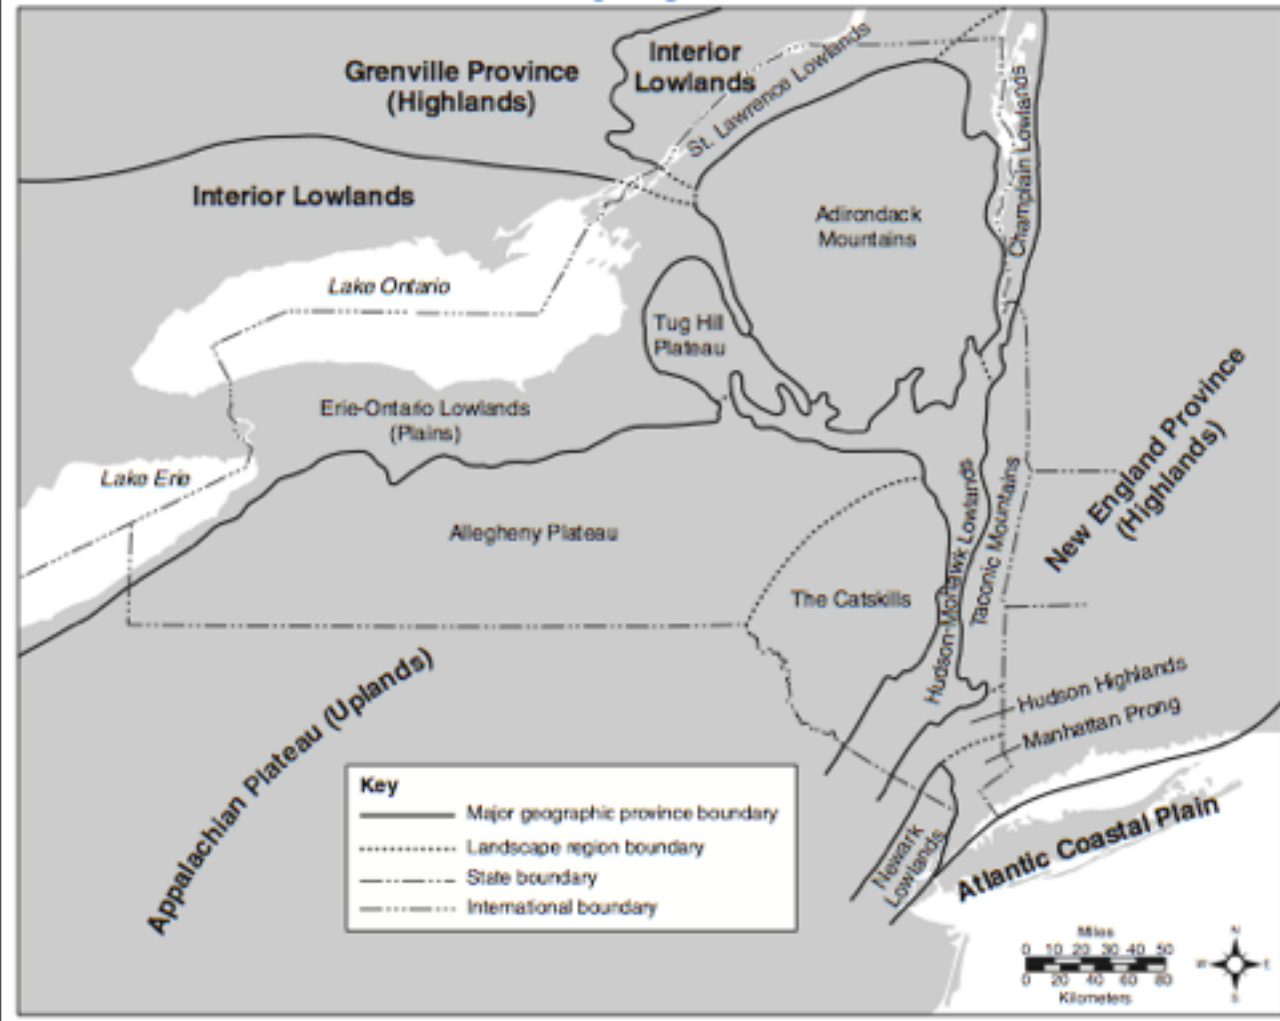 Grenville Province
(Highlands)
Interior
Lowlands
St. Lawrence Lowlands
Champlain Lowlands
Interior Lowlands
Adirondack
Mountains
Lake Ontario
Tug Hill
Plateau
Erie-Ontario Lowlands
(Plains)
Lake Erie
Allegheny Plateau
The Catskills
Hudson-Mohawk Lowlands
Taconic Mountains
New England Province
(Highlands)
Appalachian Plateau (Uplands)
Hudson Highlands
Manhattan Prong
Newark
Lowlands
Atlantic Coastal Plain
Key
Major geographic province boundary
Landscape region boundary
State boundary
International boundary
Miles
0 10 20 30 40 50
0 20 40 60 80
Kilometers
N
W E
S